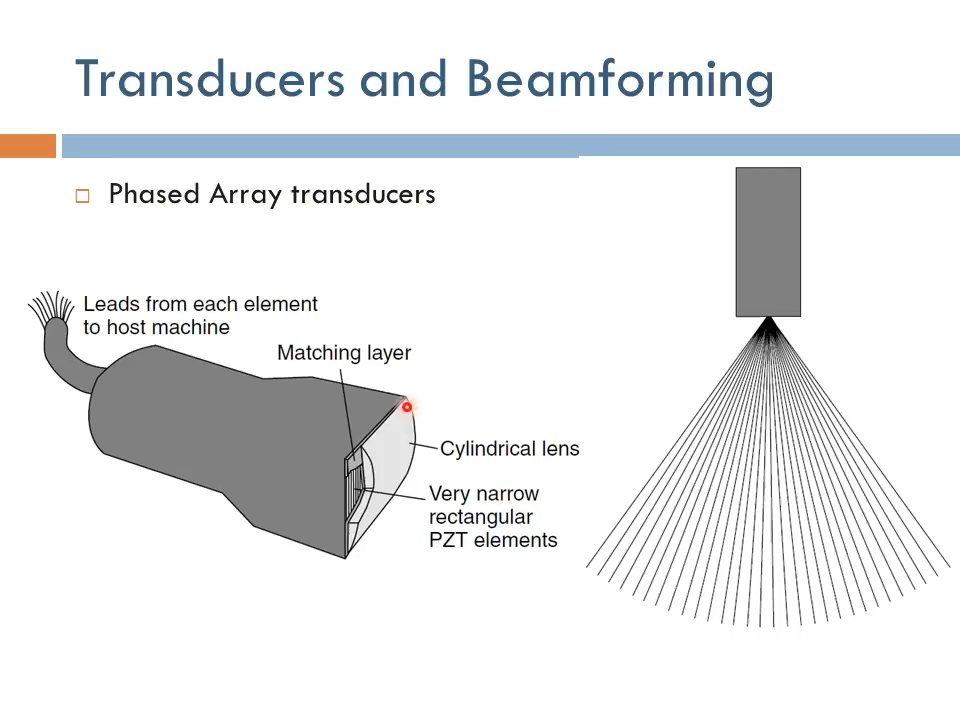 Transducers and Beamforming
Phased Array transducers
Leads from each element
to host machine
Matching layer
Cylindrical lens
Very narrow
rectangular
PZT elements